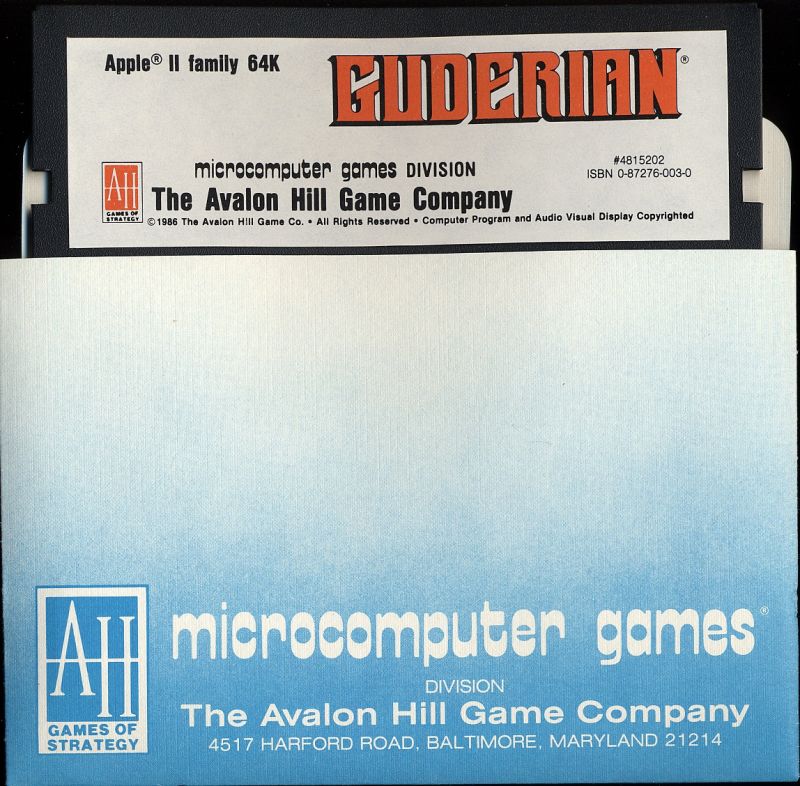 Apple® II family 64K
GUDERIAN®
#4815202
ISBN 0-87276-003-0
microcomputer games DIVISION
AH
GAMES OF
STRATEGY
The Avalon Hill Game Company
©1986 The Avalon Hill Game Co. • All Rights Reserved • Computer Program and Audio Visual Display Copyrighted
AH
GAMES OF
STRATEGY
microcomputer games®
DIVISION
The Avalon Hill Game Company
4517 HARFORD ROAD, BALTIMORE, MARYLAND 21214